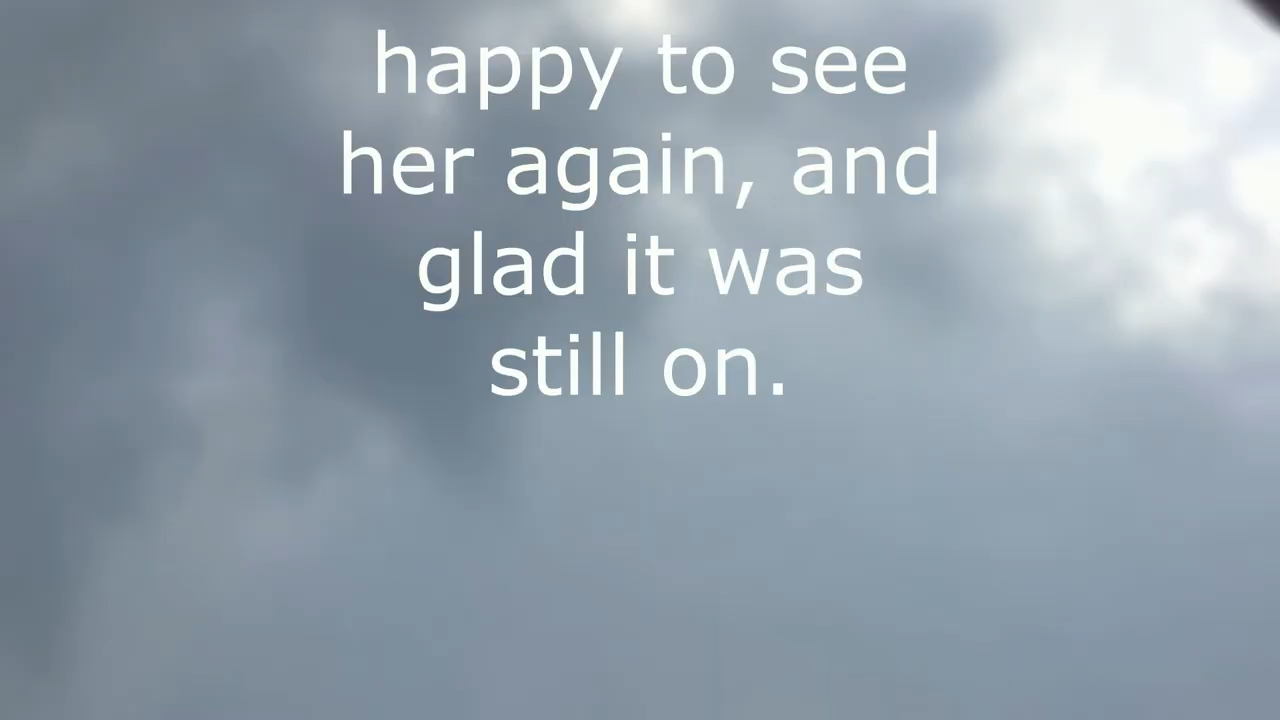 happy to see
her again, and
glad it was
still on.